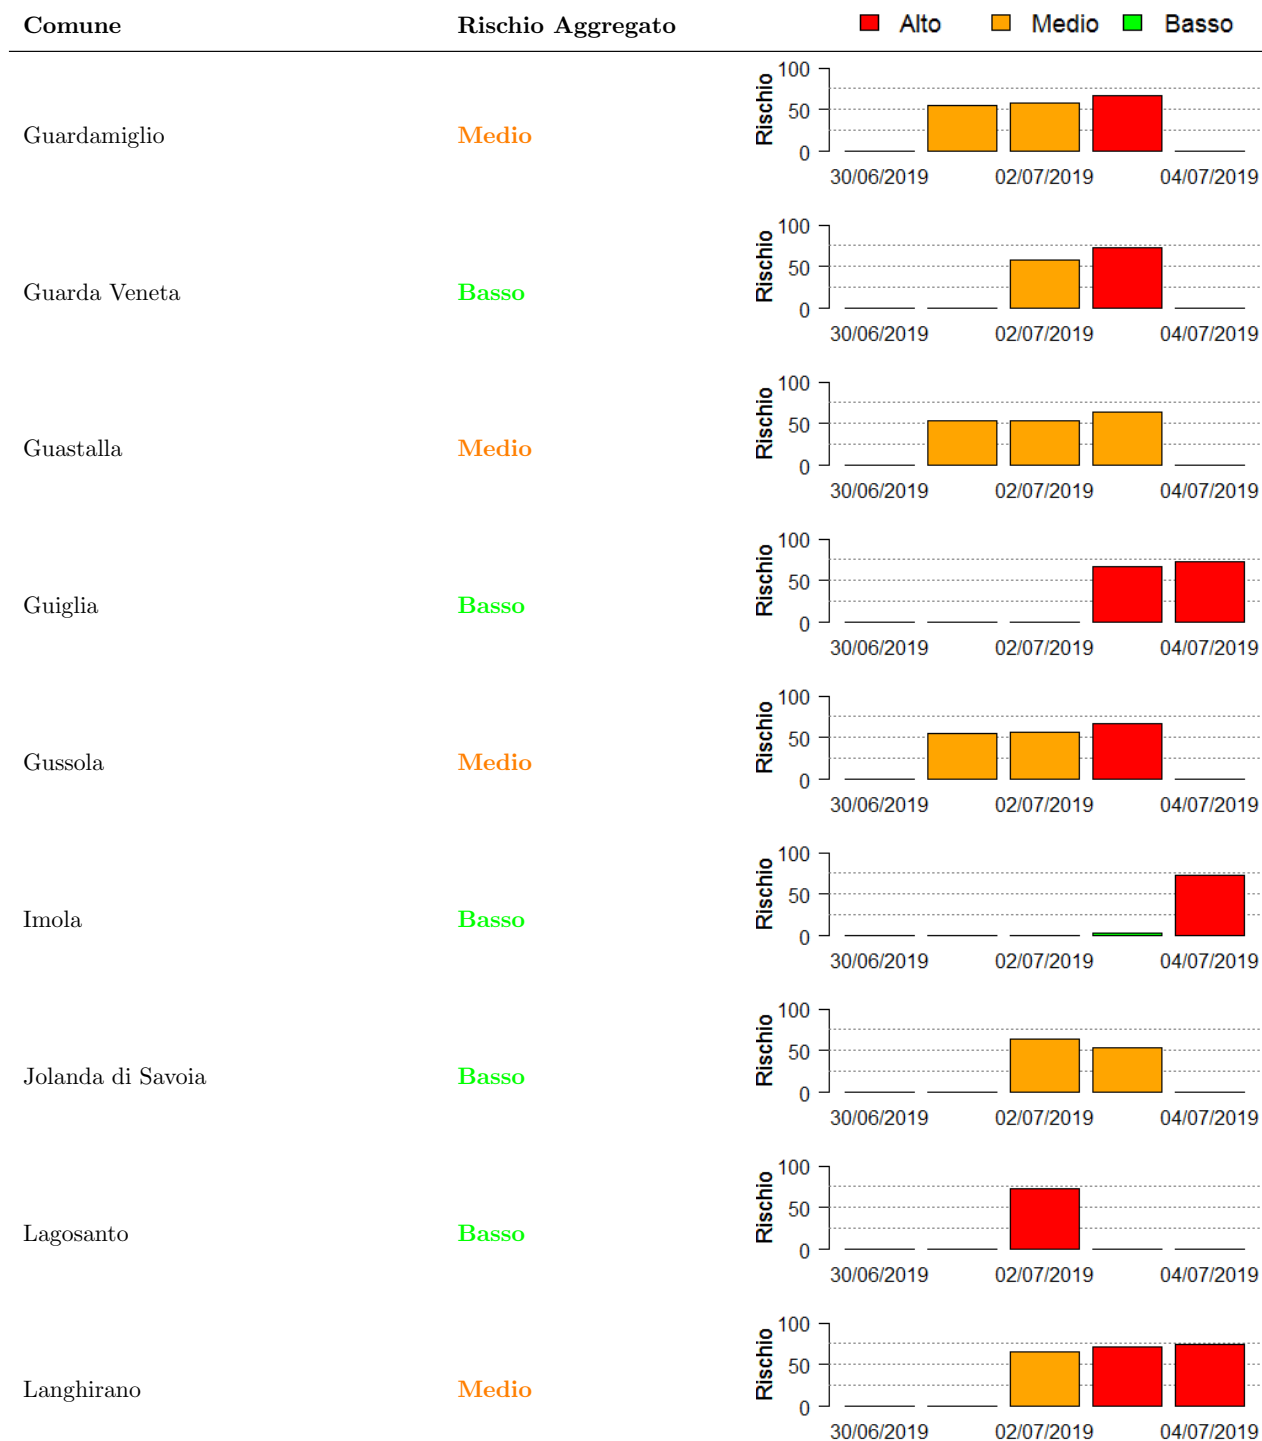 Comune Rischio Aggregato Alto Medio Basso
Guardamiglio Medio Rischio 100 50 0
30/06/2019 02/07/2019 04/07/2019
Guarda Veneta Basso Rischio 100 50 0
30/06/2019 02/07/2019 04/07/2019
Guastalla Medio Rischio 100 50 0
30/06/2019 02/07/2019 04/07/2019
Guiglia Basso Rischio 100 50 0
30/06/2019 02/07/2019 04/07/2019
Gussola Medio Rischio 100 50 0
30/06/2019 02/07/2019 04/07/2019
Imola Basso Rischio 100 50 0
30/06/2019 02/07/2019 04/07/2019
Jolanda di Savoia Basso Rischio 100 50 0
30/06/2019 02/07/2019 04/07/2019
Lagosanto Basso Rischio 100 50 0
30/06/2019 02/07/2019 04/07/2019
Langhirano Medio Rischio 100 50 0
30/06/2019 02/07/2019 04/07/2019